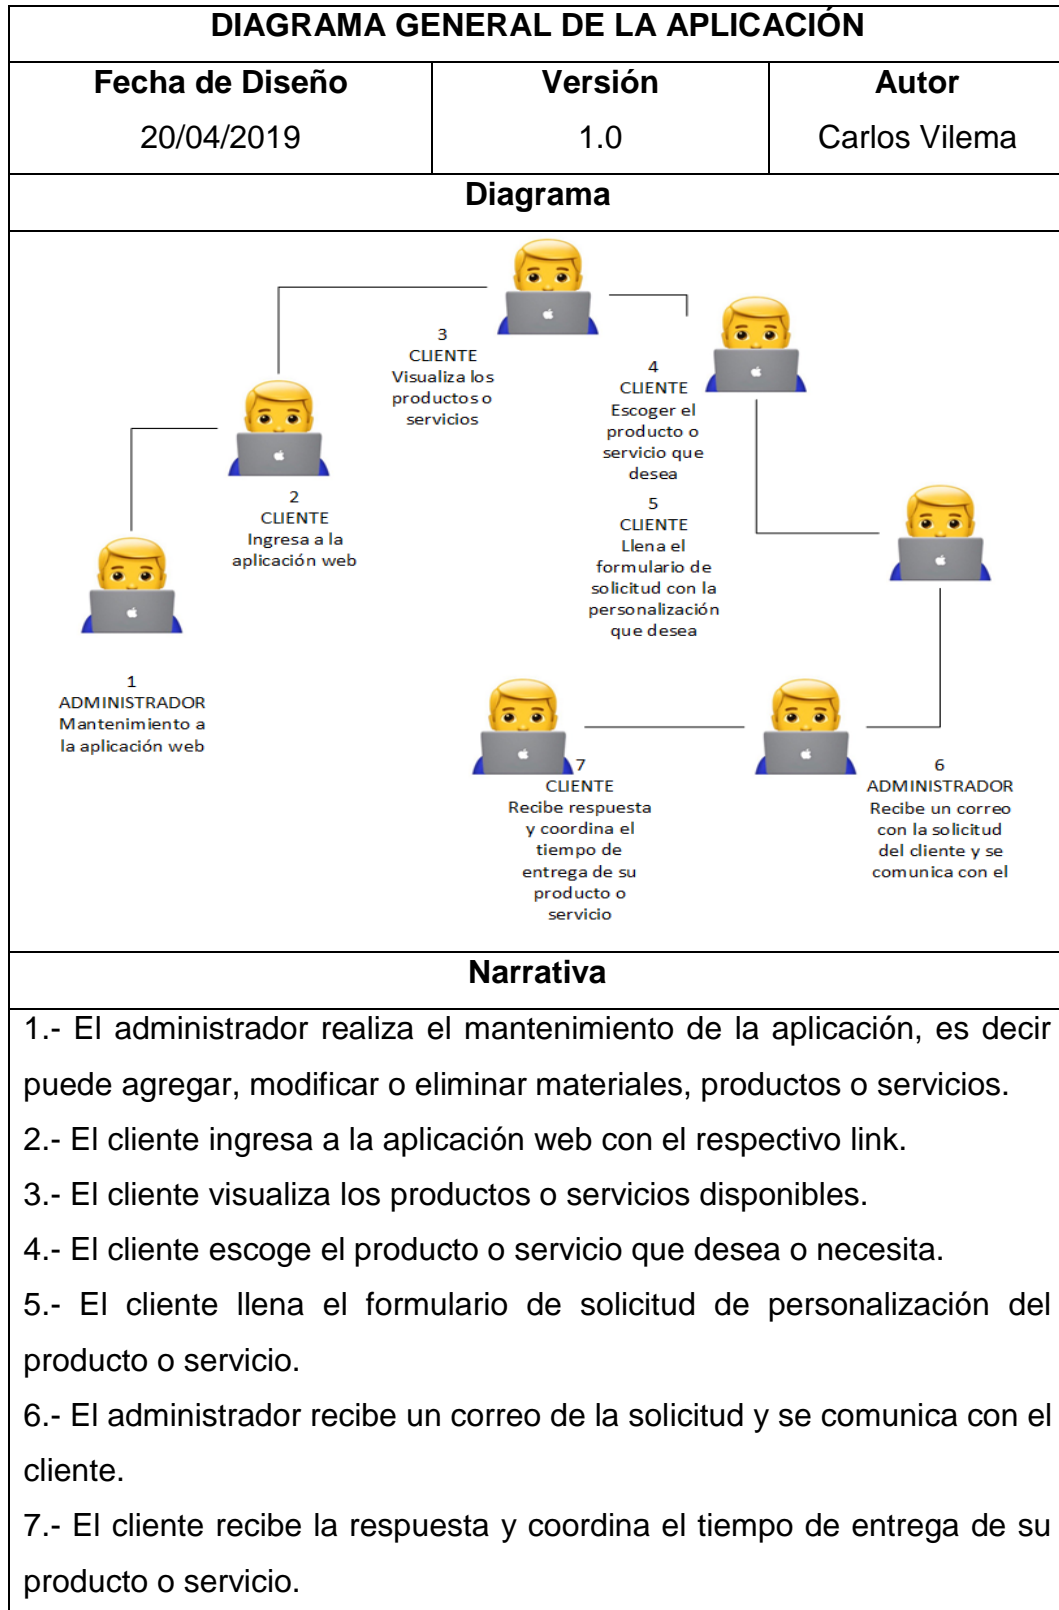 DIAGRAMA GENERAL DE LA APLICACIÓN
Fecha de Diseño
Versión
Autor
20/04/2019
1.0
Carlos Vilema
Diagrama
3
CLIENTE
Visualiza los
productos o
servicios
4
CLIENTE
Escoger el
producto o
servicio que
desea
2
CLIENTE
Ingresa a la
aplicación web
5
CLIENTE
Llena el
formulario de
solicitud con la
personalización
que desea
1
ADMINISTRADOR
Mantenimiento a
la aplicación web
7
CLIENTE
Recibe respuesta
y coordina el
tiempo de
entrega de su
producto o
servicio
6
ADMINISTRADOR
Recibe un correo
con la solicitud
del cliente y se
comunica con el
Narrativa
1.- El administrador realiza el mantenimiento de la aplicación, es decir
puede agregar, modificar o eliminar materiales, productos o servicios.
2.- El cliente ingresa a la aplicación web con el respectivo link.
3.- El cliente visualiza los productos o servicios disponibles.
4.- El cliente escoge el producto o servicio que desea o necesita.
5.- El cliente llena el formulario de solicitud de personalización del
producto o servicio.
6.- El administrador recibe un correo de la solicitud y se comunica con el
cliente.
7.- El cliente recibe la respuesta y coordina el tiempo de entrega de su
producto o servicio.